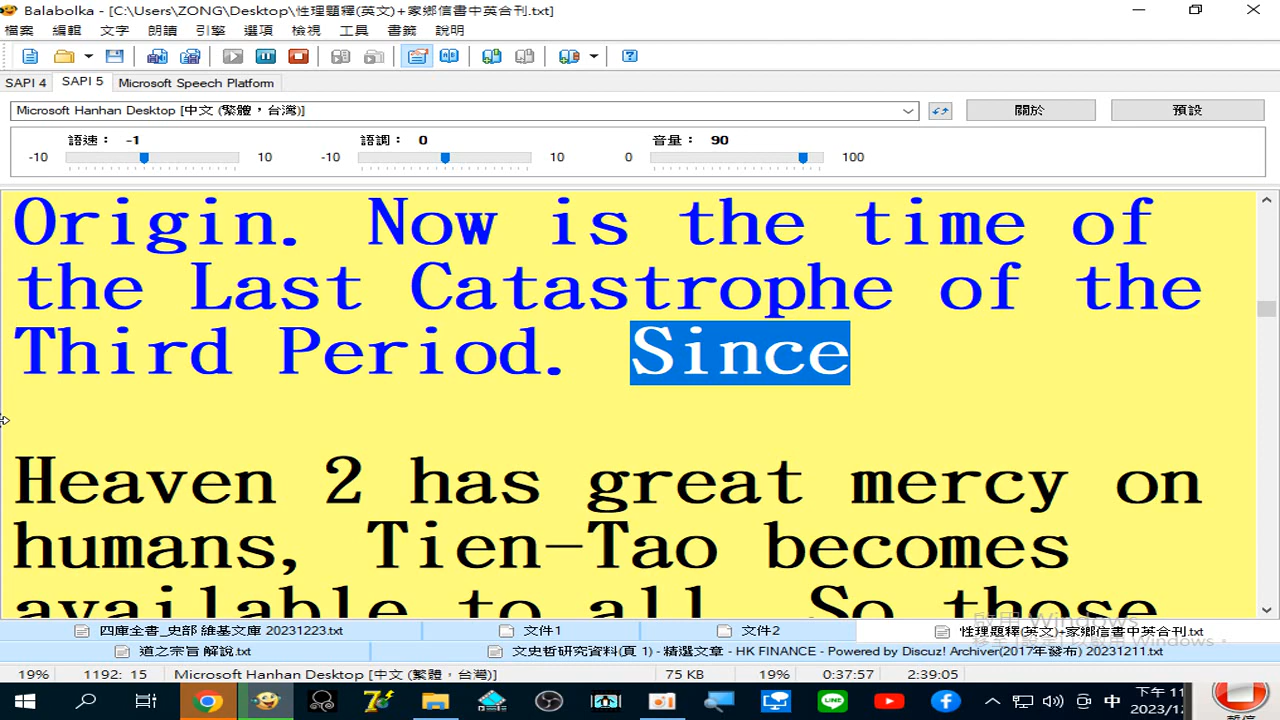 Balabolka - [C:\Users\ZONG\Desktop\性理題釋(英文)+家鄉信書中英合刊.txt]
檔案 編輯 文字 朗讀 引擎 選項 檢視 工具 書籤 說明
SAPI 4 SAPI 5 Microsoft Speech Platform
Microsoft Hanhan Desktop [中文 (繁體，台灣)] 關於 預設
語速： -1 語調： 0 音量： 90
-10 10 -10 10 0 100
Origin. Now is the time of
the Last Catastrophe of the
Third Period. Since
Heaven 2 has great mercy on
humans, Tien-Tao becomes
available to all. So those
啟用 Windows
四庫全書_史部 維基文庫 20231223.txt 文件1 文件2 性理題釋(英文)+家鄉信書中英合刊.txt
道之宗旨 解說.txt 文史哲研究資料(頁 1) - 精選文章 - HK FINANCE - Powered by Discuz! Archiver(2017年發布) 20231211.txt
19% 1192: 15 Microsoft Hanhan Desktop [中文 (繁體，台灣)] 75 KB 19% 0:37:57 2:39:05
中 下午 11
2023/12